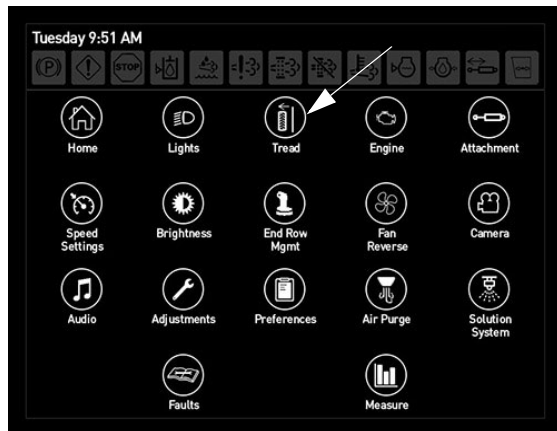 Tuesday 9:51 AM
(P) STOP
Home Lights Tread Engine Attachment
Speed Settings Brightness End Row Mgmt Fan Reverse Camera
Audio Adjustments Preferences Air Purge Solution System
Faults Measure